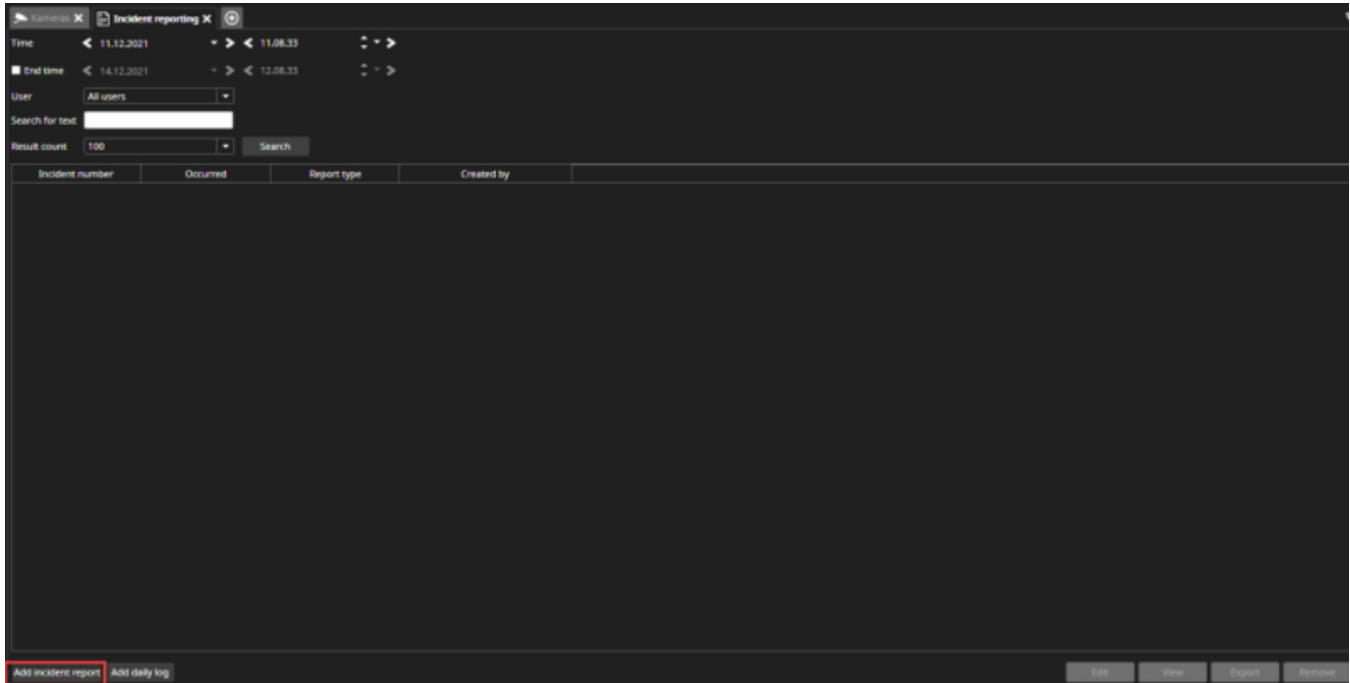 Kameras Incident reporting
Time 11.12.2021 11.08.33
End time 14.12.2021 12.08.33
User All users
Search for text
Result count 100 Search
Incident number Occurred Report type Created by
Add incident report Add daily log Edit View Export Remove